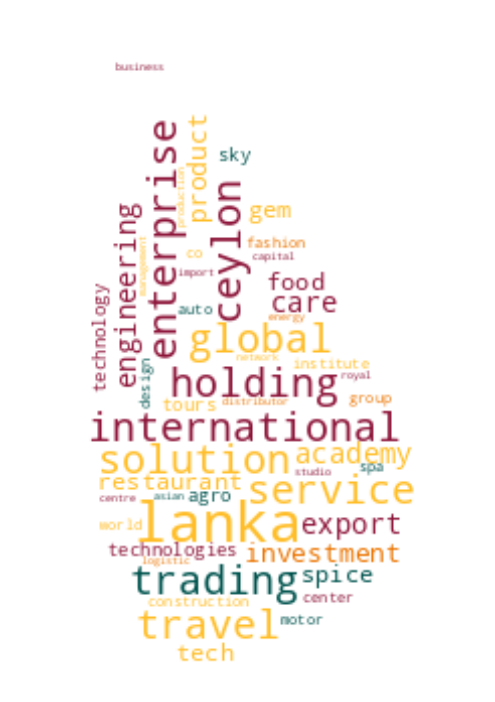 business
enterprise
product
sky
production
ceylon
engineering
gem
management
fashion
co
capital
import
food
technology
care
auto
energy
global
network
institute
design
holding
royal
tours
distributor
group
international
solution
academy
spa
studio
restaurant
service
centre
asian
agro
lanka
world
export
technologies
investment
logistic
trading
spice
construction
center
travel
motor
tech